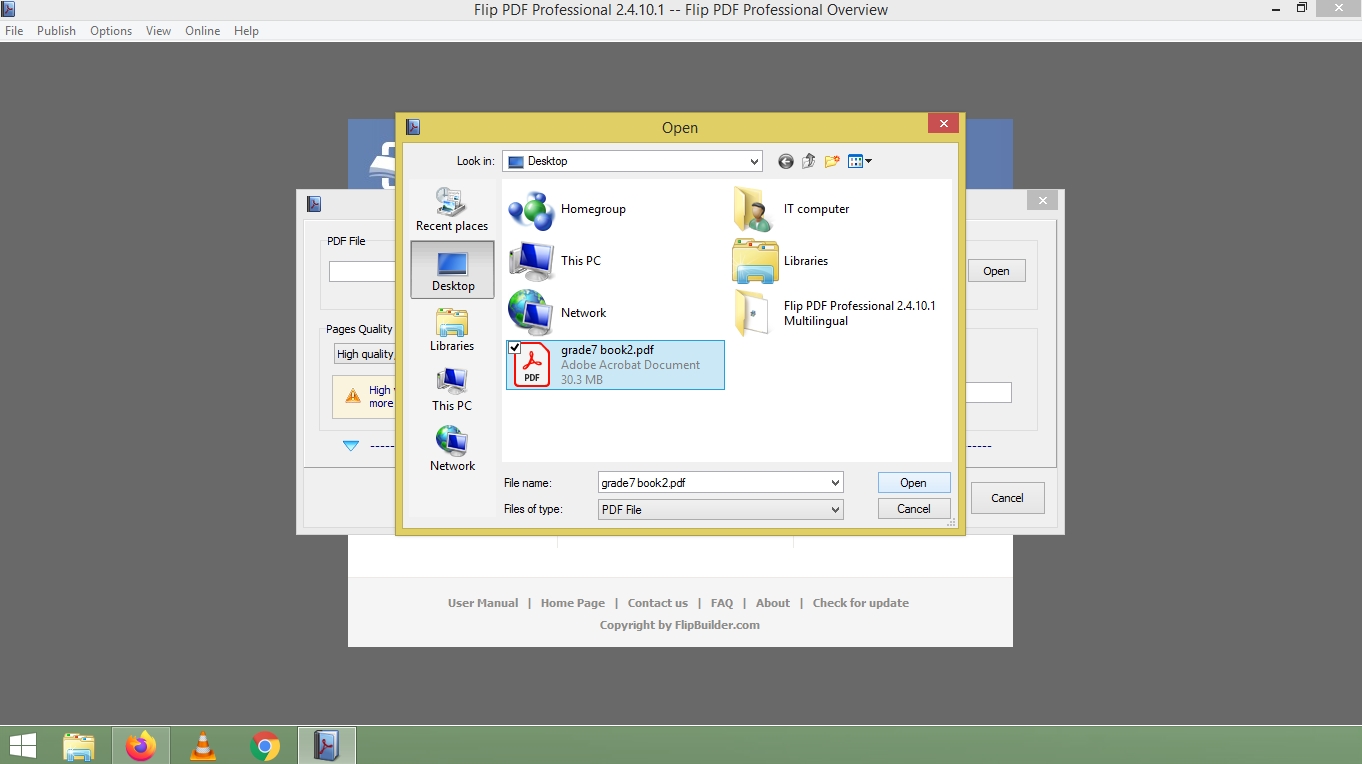 Flip PDF Professional 2.4.10.1 -- Flip PDF Professional Overview
File Publish Options View Online Help
Open
Look in: Desktop
Recent places
Desktop
Libraries
This PC
Network
Homegroup
IT computer
This PC
Libraries
Network
Flip PDF Professional 2.4.10.1
Multilingual
PDF
grade7 book2.pdf
Adobe Acrobat Document
30.3 MB
File name: grade7 book2.pdf Open
Files of type: PDF File Cancel
PDF File
Open
Pages Quality
High quality,
High
more
-----
------
Cancel
User Manual | Home Page | Contact us | FAQ | About | Check for update
Copyright by FlipBuilder.com